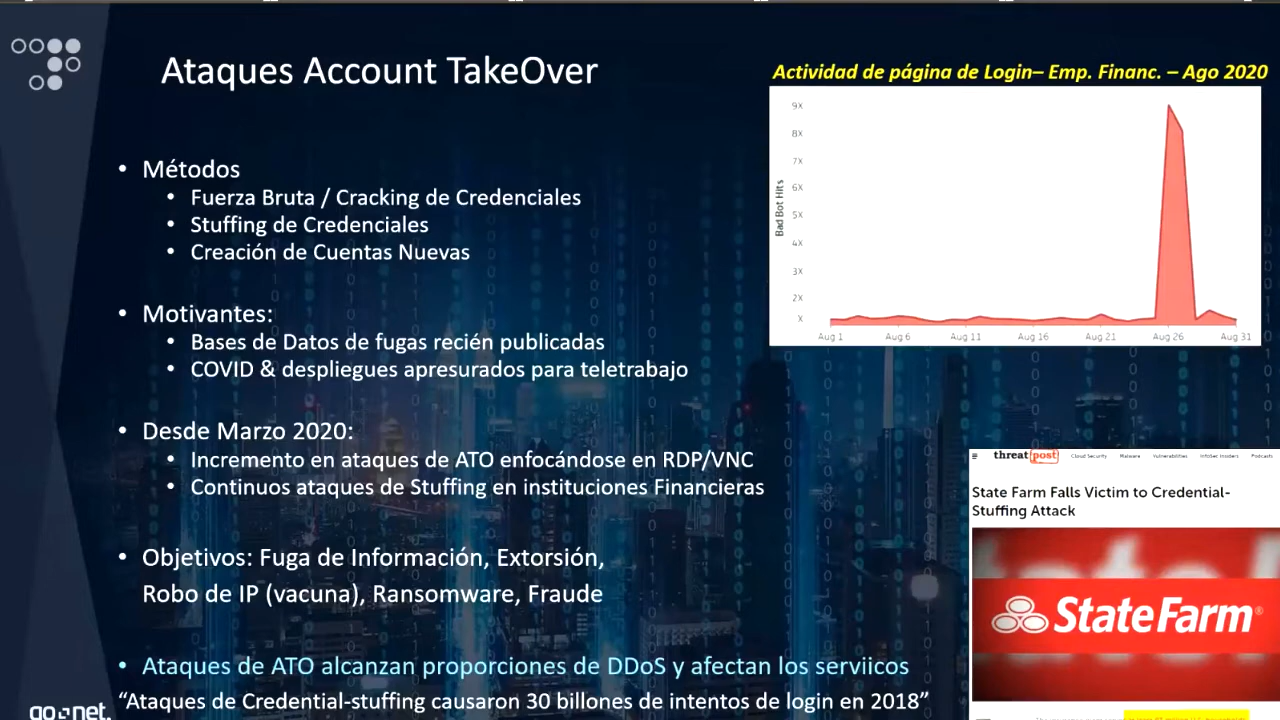 Ataques Account TakeOver
Actividad de página de Login– Emp. Financ. – Ago 2020
9X
8X
7X
6X
5X
4X
3X
2X
X
Bad Bot Hits
Aug 1
Aug 6
Aug 11
Aug 16
Aug 21
Aug 26
Aug 31
• Métodos
• Fuerza Bruta / Cracking de Credenciales
• Stuffing de Credenciales
• Creación de Cuentas Nuevas
• Motivantes:
• Bases de Datos de fugas recién publicadas
• COVID & despliegues apresurados para teletrabajo
• Desde Marzo 2020:
• Incremento en ataques de ATO enfocándose en RDP/VNC
• Continuos ataques de Stuffing en instituciones Financieras
• Objetivos: Fuga de Información, Extorsión,
Robo de IP (vacuna), Ransomware, Fraude
• Ataques de ATO alcanzan proporciones de DDoS y afectan los serviicos
“Ataques de Credential-stuffing causaron 30 billones de intentos de login en 2018”
threatpost
Cloud Security Malware Vulnerabilities InfoSec Insiders Podcasts
State Farm Falls Victim to Credential-
Stuffing Attack
State Farm®